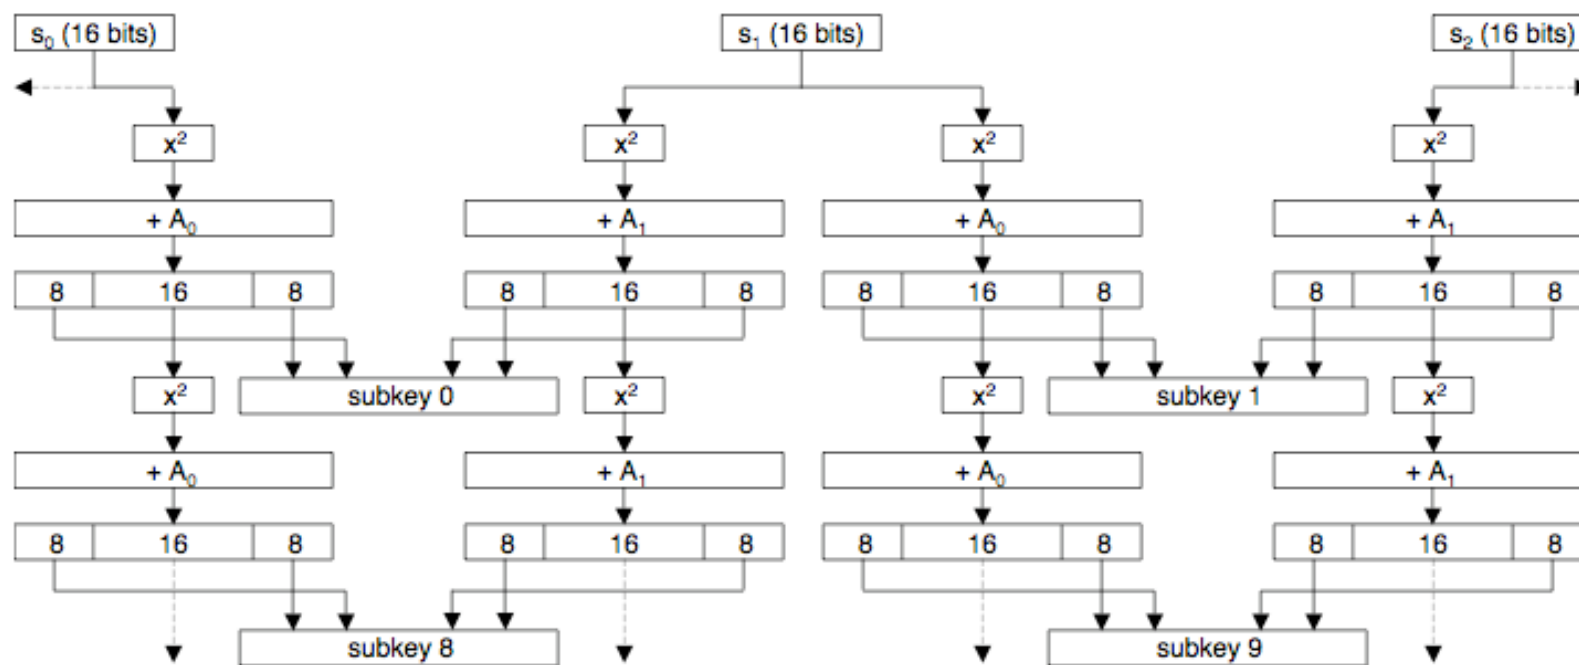 s₀ (16 bits) s₁ (16 bits) s₂ (16 bits)
x² x² x² x²
+ A₀ + A₁ + A₀ + A₁
8 16 8 8 16 8 8 16 8 8 16 8
x² subkey 0 x² x² subkey 1 x²
+ A₀ + A₁ + A₀ + A₁
8 16 8 8 16 8 8 16 8 8 16 8
subkey 8 subkey 9